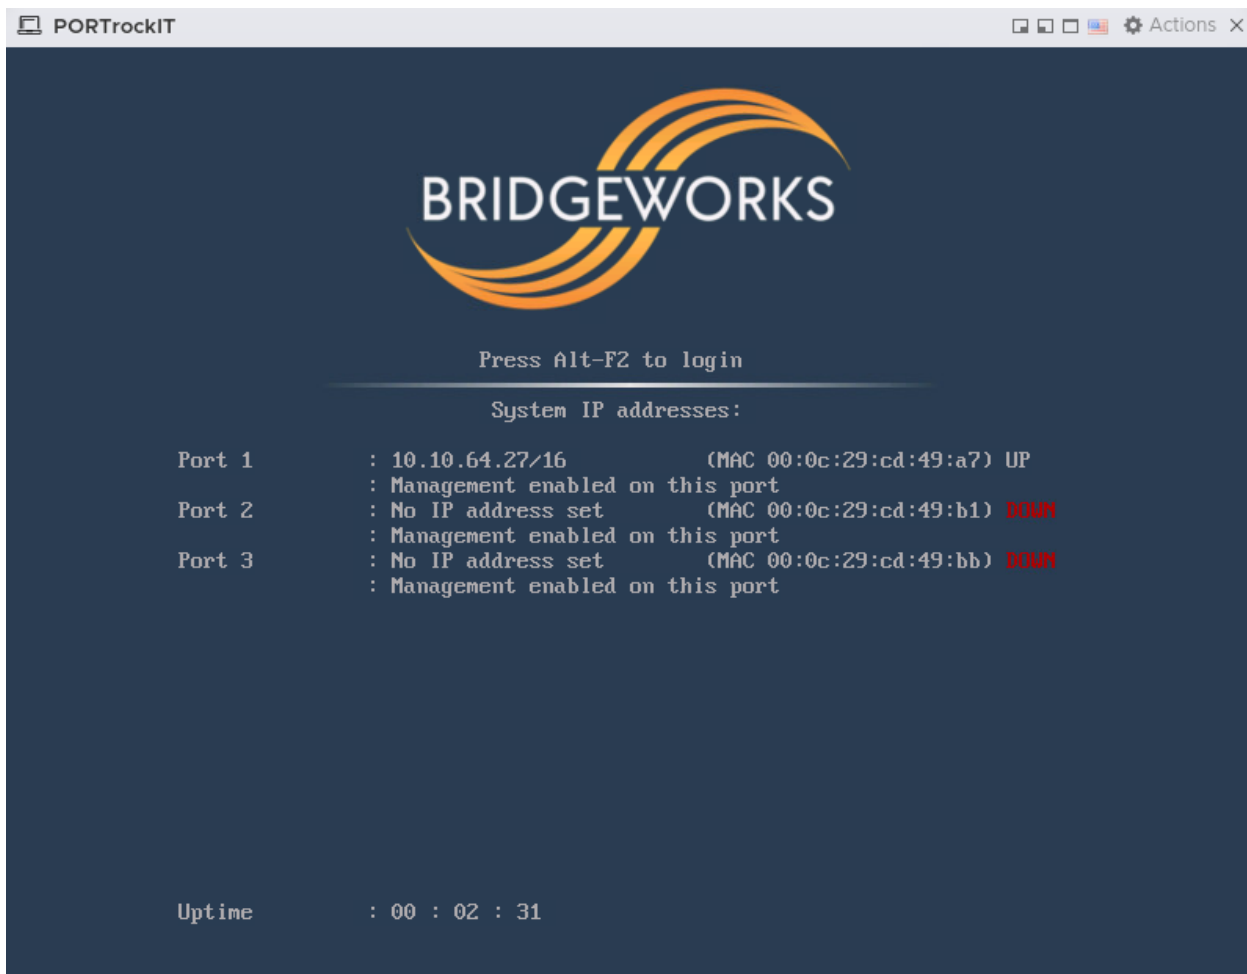 PORTrockIT Actions
BRIDGEWORKS
Press Alt-F2 to login
System IP addresses:
Port 1 : 10.10.64.27/16 (MAC 00:0c:29:cd:49:a7) UP
: Management enabled on this port
Port 2 : No IP address set (MAC 00:0c:29:cd:49:b1) DOWN
: Management enabled on this port
Port 3 : No IP address set (MAC 00:0c:29:cd:49:bb) DOWN
: Management enabled on this port
Uptime : 00 : 02 : 31